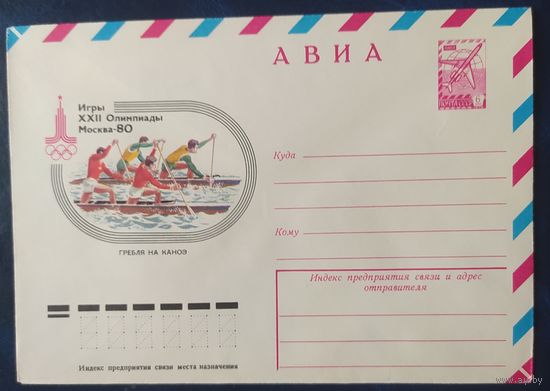 АВИА
Игры
XXII Олимпиады
Москва-80
ГРЕБЛЯ НА КАНОЭ
6
Куда
Кому
Индекс предприятия связи и адрес
отправителя
Индекс предприятия связи места назначения